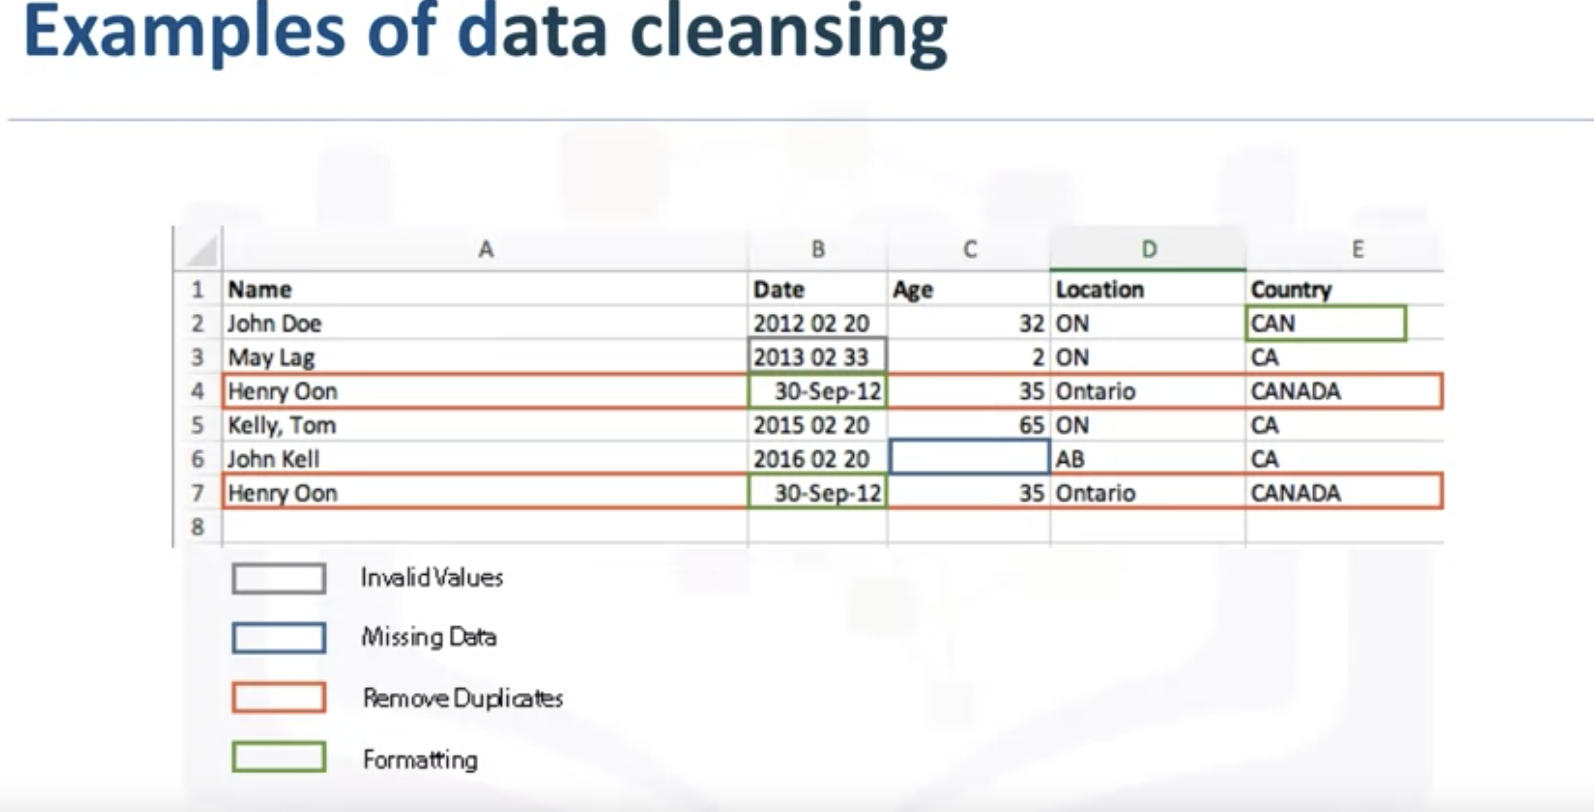 Examples of data cleansing
A B C D E
1 Name Date Age Location Country
2 John Doe 2012 02 20 32 ON CAN
3 May Lag 2013 02 33 2 ON CA
4 Henry Oon 30-Sep-12 35 Ontario CANADA
5 Kelly, Tom 2015 02 20 65 ON CA
6 John Kell 2016 02 20 AB CA
7 Henry Oon 30-Sep-12 35 Ontario CANADA
8
Invalid Values
Missing Data
Remove Duplicates
Formatting